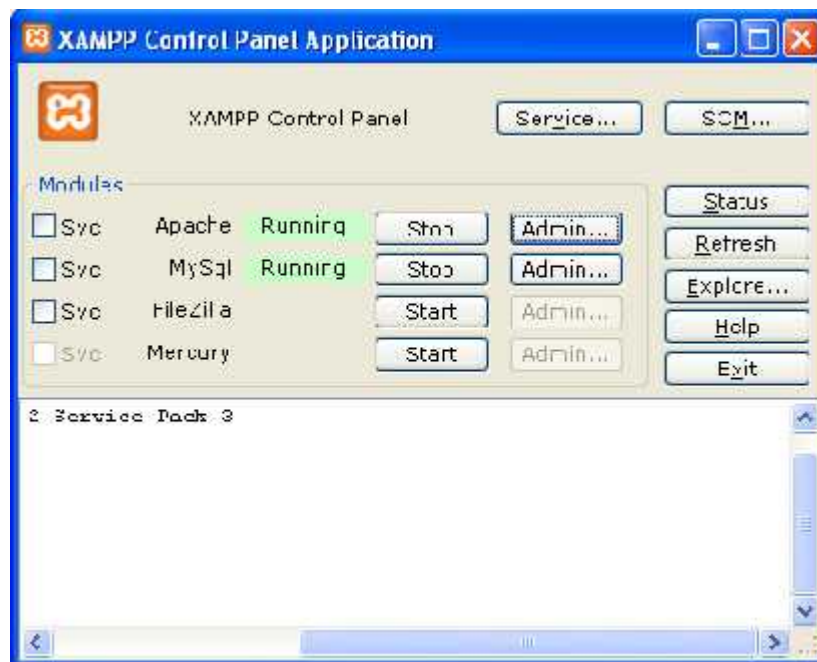 XAMPP Control Panel Application
XAMPP Control Panel Service... SCM...
Modules
Svc Apache Running Stop Admin...
Svc MySql Running Stop Admin...
Svc FileZilla Start Admin...
Svc Mercury Start Admin...
Status
Refresh
Explore...
Help
Exit
2 Service Pack 3